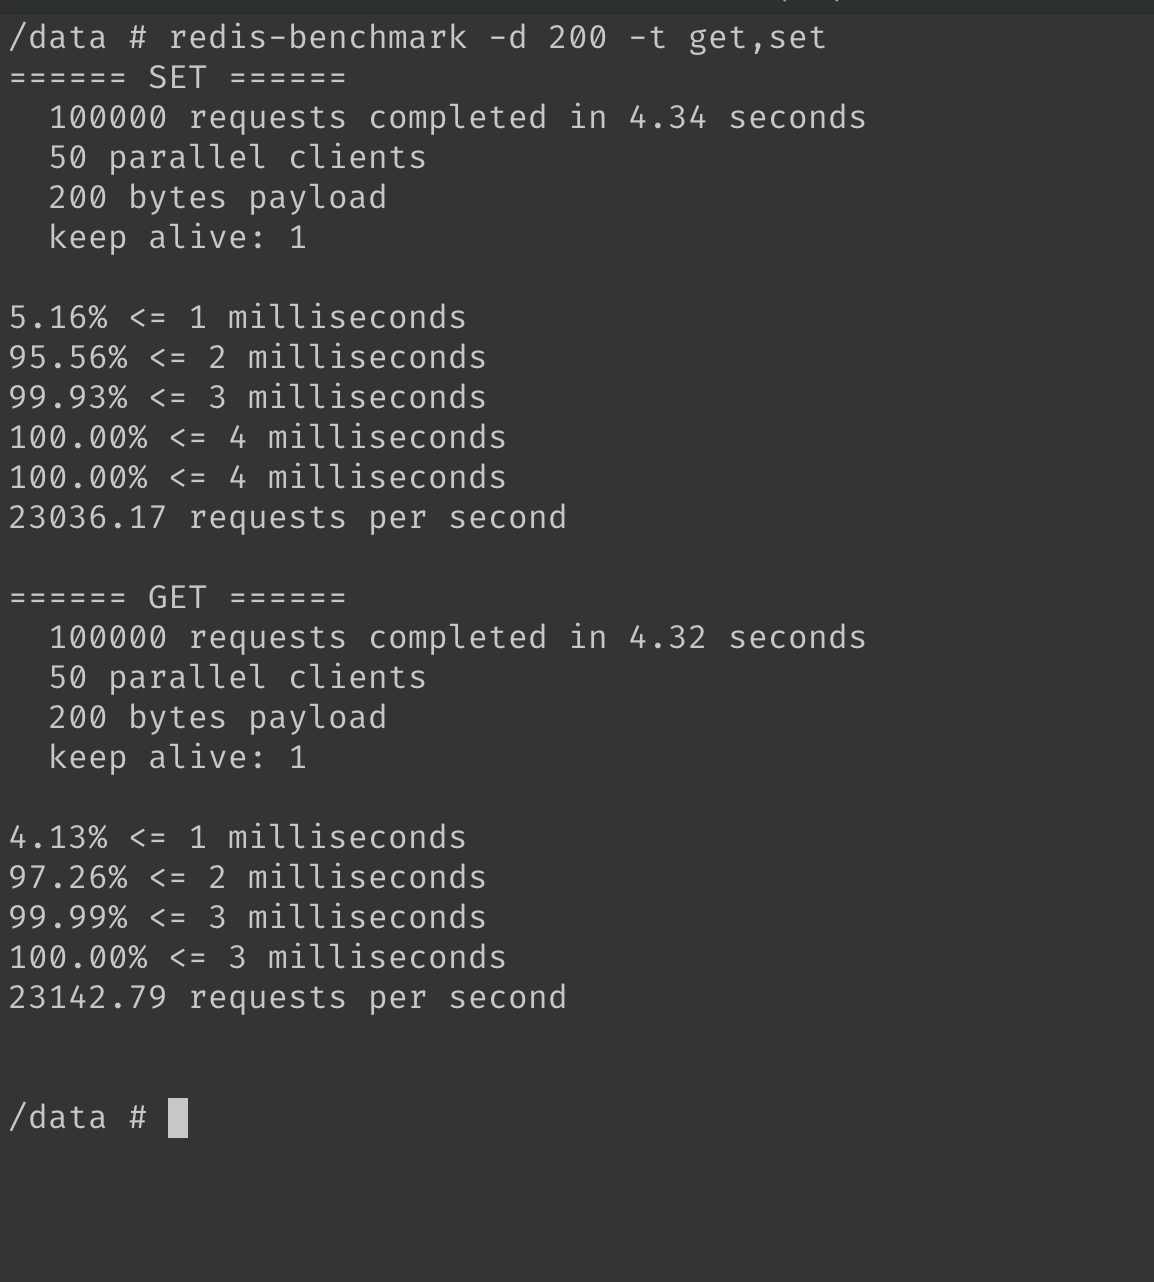 /data # redis-benchmark -d 200 -t get,set
====== SET ======
  100000 requests completed in 4.34 seconds
  50 parallel clients
  200 bytes payload
  keep alive: 1

5.16% <= 1 milliseconds
95.56% <= 2 milliseconds
99.93% <= 3 milliseconds
100.00% <= 4 milliseconds
100.00% <= 4 milliseconds
23036.17 requests per second

====== GET ======
  100000 requests completed in 4.32 seconds
  50 parallel clients
  200 bytes payload
  keep alive: 1

4.13% <= 1 milliseconds
97.26% <= 2 milliseconds
99.99% <= 3 milliseconds
100.00% <= 3 milliseconds
23142.79 requests per second

/data #